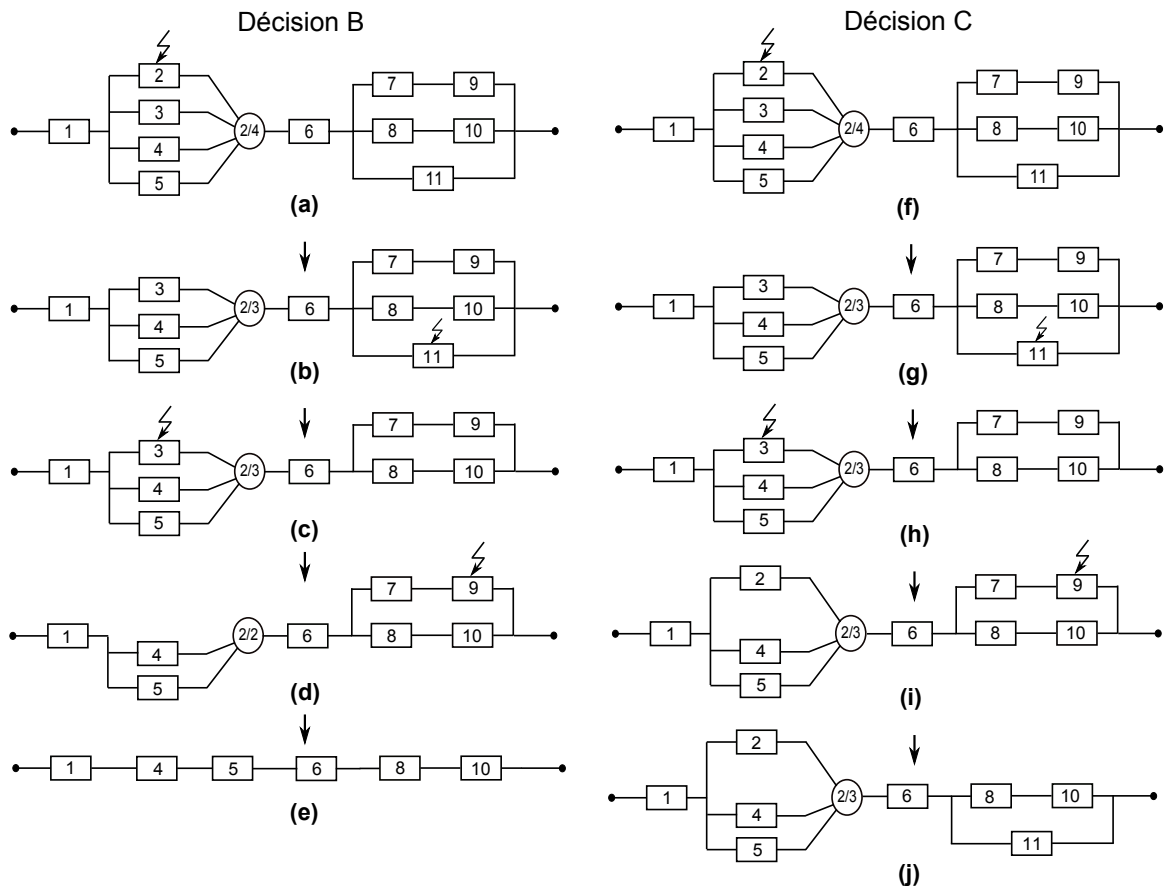 Décision B
2
7 9
3
1 2/4 6 8 10
4
5 11
(a)
7 9
3
1 2/3 6 8 10
4
5 11
(b)
3 7 9
1 4 2/3 6 8 10
5
(c)
7 9
1 2/2 6 8 10
4
5
(d)
1 4 5 6 8 10
(e)
Décision C
2
7 9
3
1 2/4 6 8 10
4
5 11
(f)
7 9
3
1 2/3 6 8 10
4
5 11
(g)
3 7 9
1 4 2/3 6 8 10
5
(h)
2 7 9
1 2/3 6 8 10
4
5
(i)
2
1 2/3 6 8 10
4
5 11
(j)